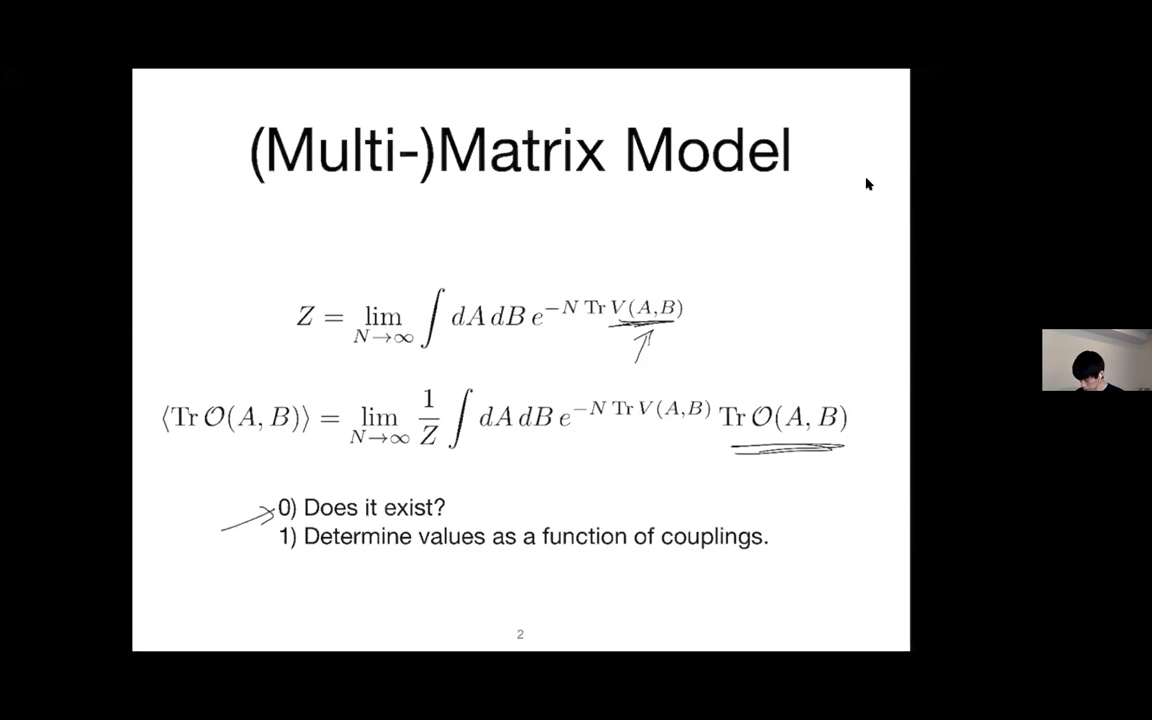 (Multi-)Matrix Model
Z = lim_{N→∞} ∫ dA dB e^{−N Tr V(A,B)}
⟨Tr 𝒪(A, B)⟩ = lim_{N→∞} 1/Z ∫ dA dB e^{−N Tr V(A,B)} Tr 𝒪(A, B)
0) Does it exist?
1) Determine values as a function of couplings.
2